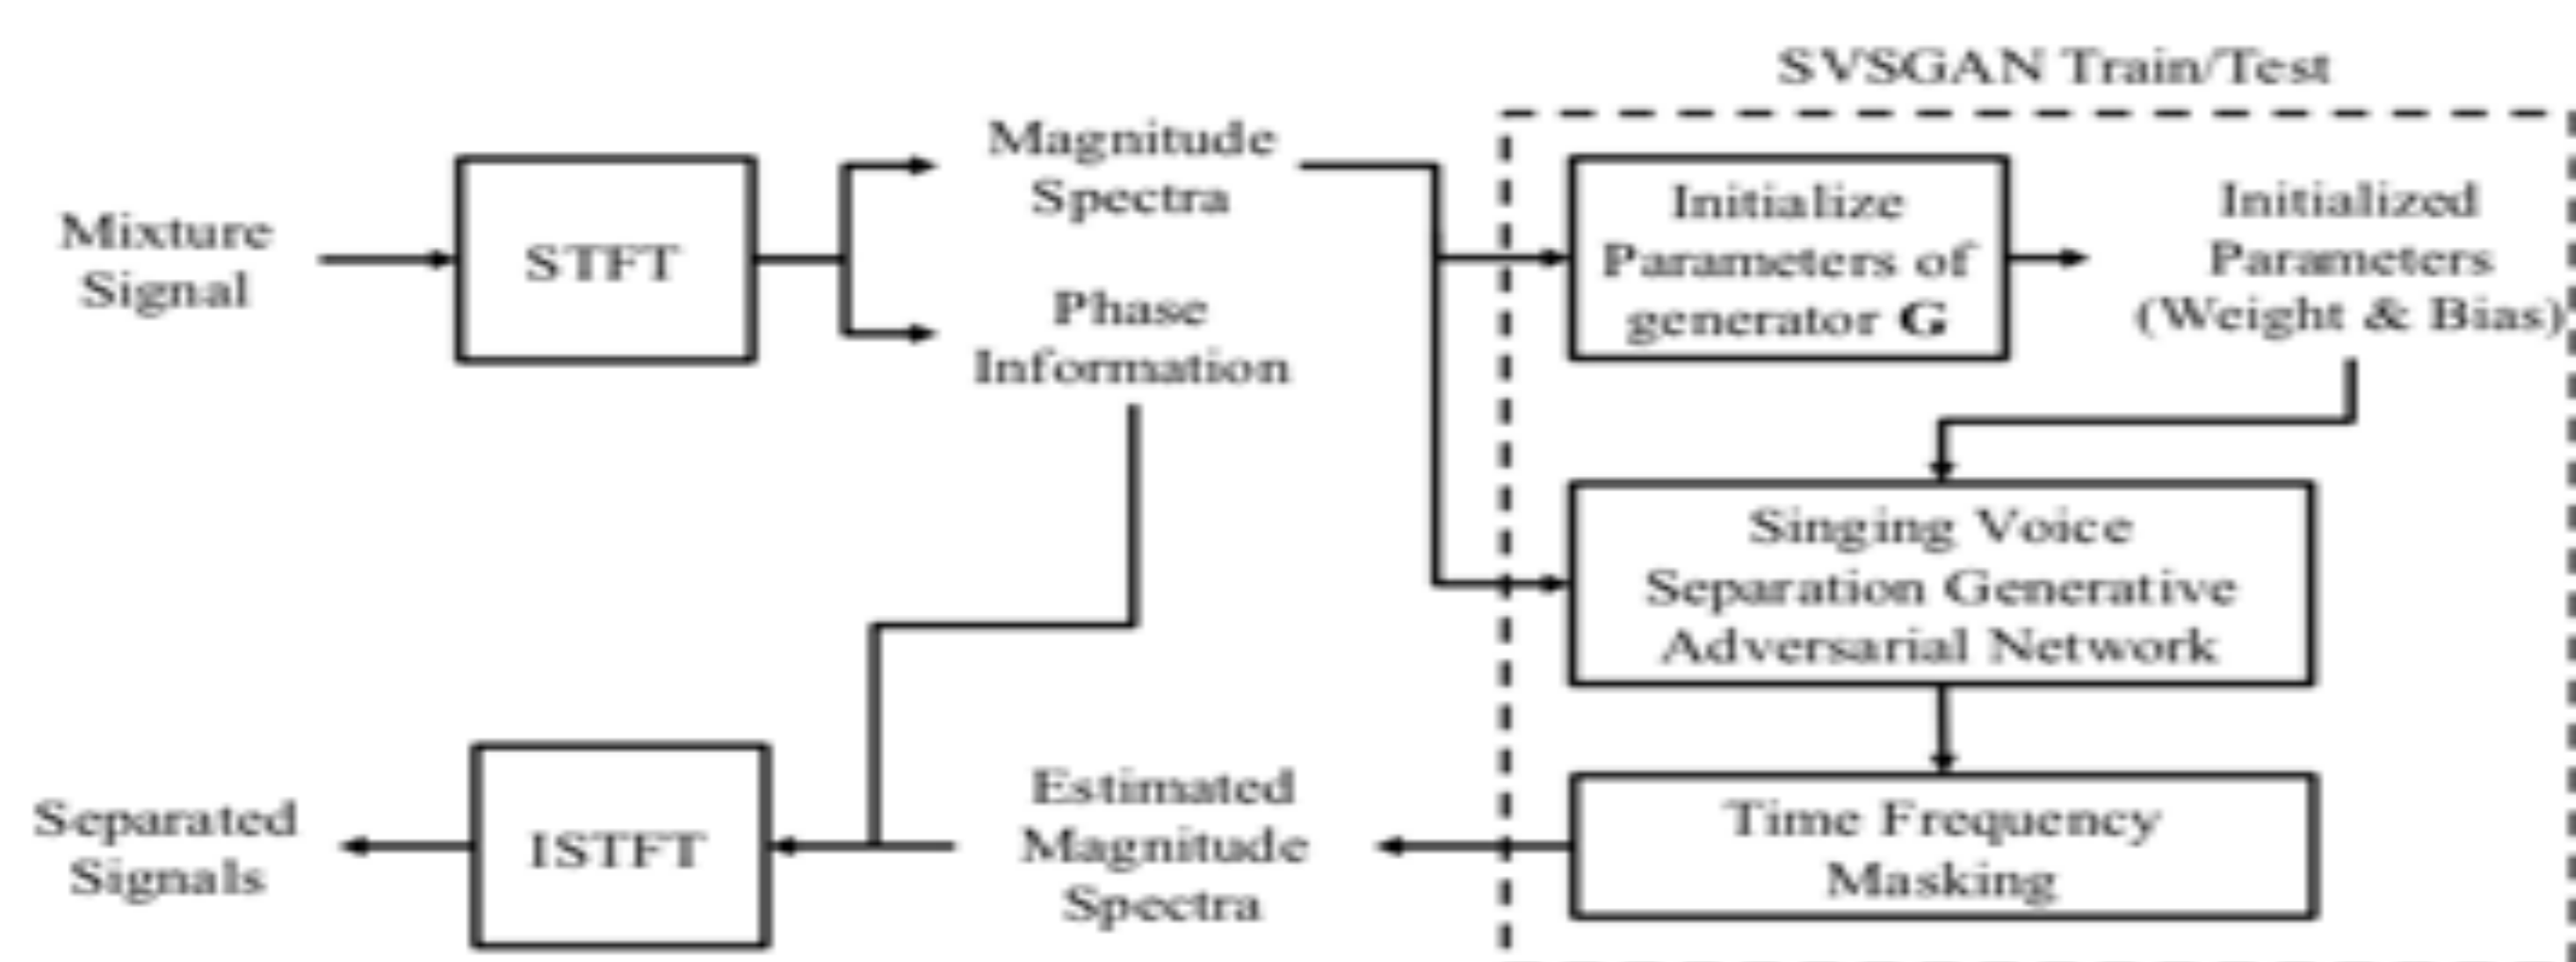 SVSGAN Train/Test
Mixture
Signal
STFT
Magnitude
Spectra
Phase
Information
Initialize
Parameters of
generator G
Initialized
Parameters
(Weight & Bias)
Singing Voice
Separation Generative
Adversarial Network
Time Frequency
Masking
Estimated
Magnitude
Spectra
ISTFT
Separated
Signals